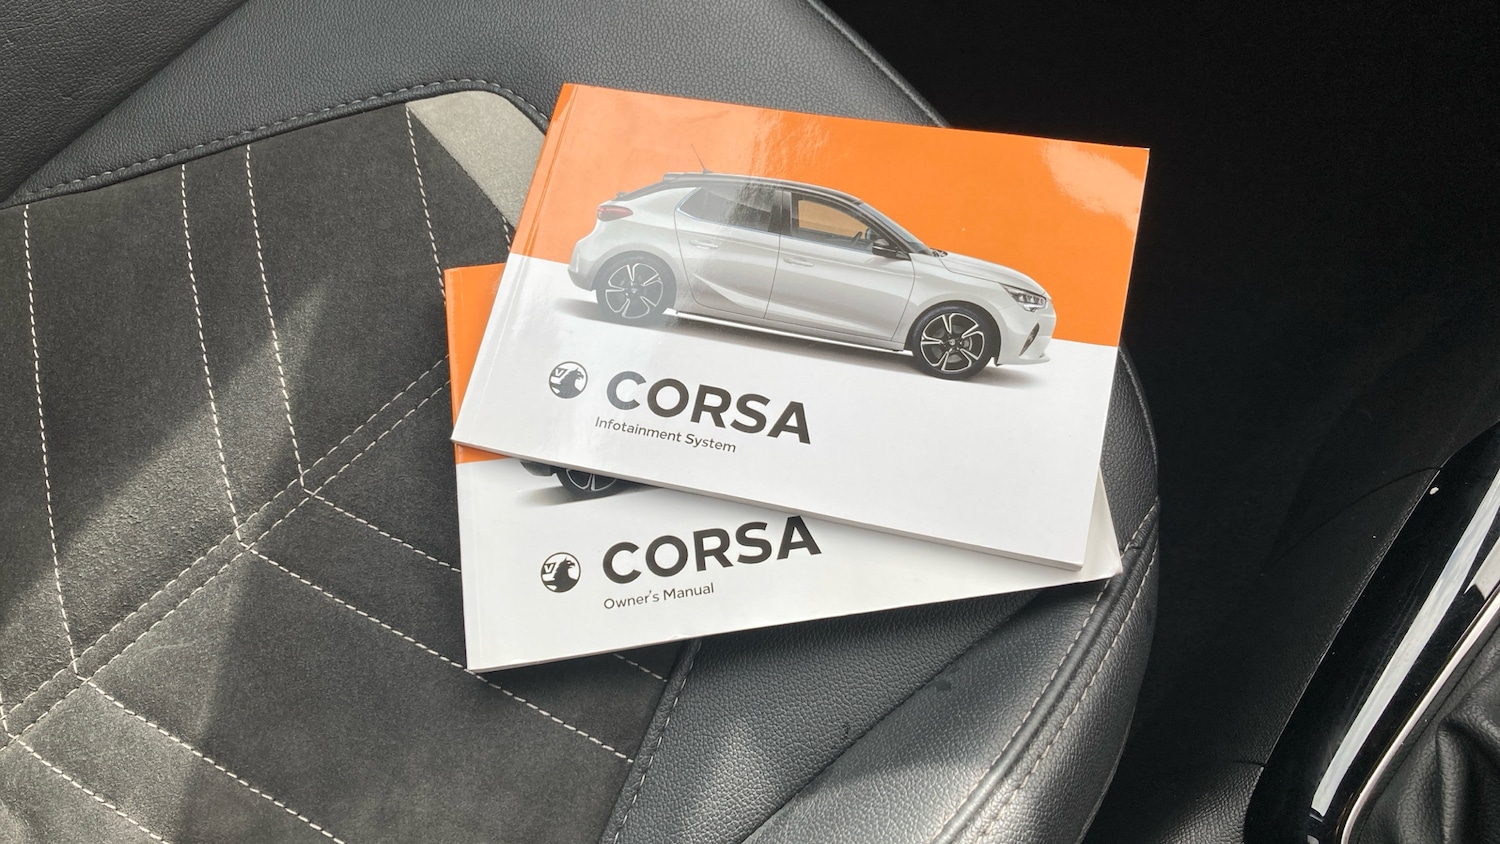 CORSA
Infotainment System
CORSA
Owner's Manual